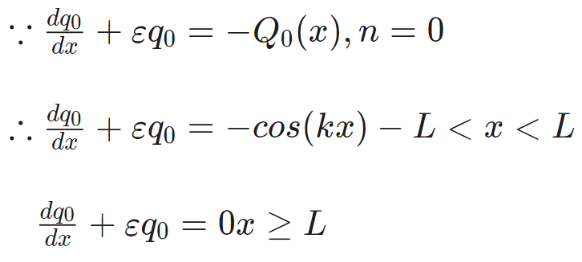 ∵ dq₀/dx + εq₀ = −Q₀(x), n = 0
∴ dq₀/dx + εq₀ = −cos(kx) − L < x < L
dq₀/dx + εq₀ = 0x ≥ L